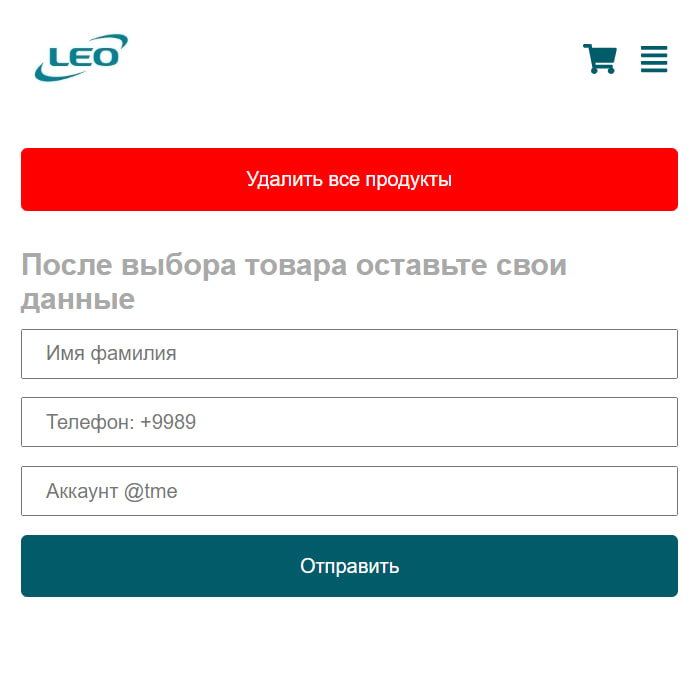 LEO
Удалить все продукты
После выбора товара оставьте свои
данные
Имя фамилия
Телефон: +9989
Аккаунт @tme
Отправить